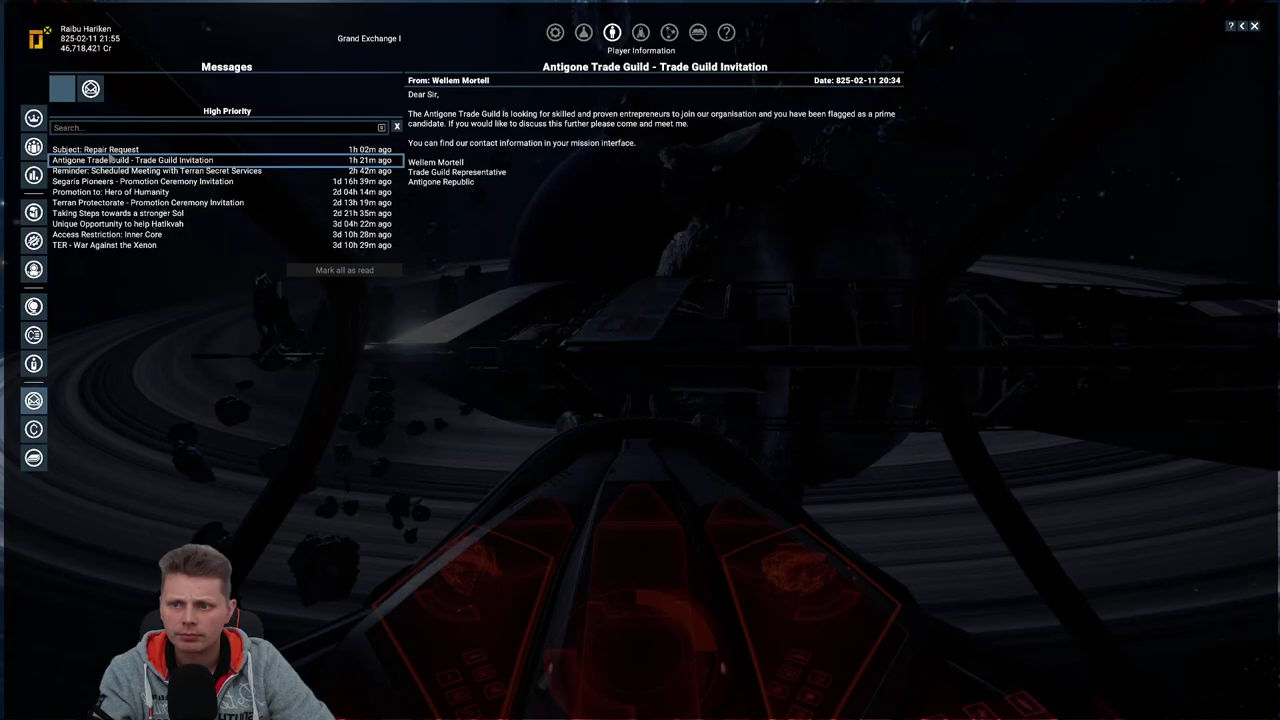 Raibu Hariken
825-02-11 21:55
46,718,421 Cr
Grand Exchange I
Player Information
Messages
High Priority
Search...
X
Subject: Repair Request 1h 02m ago
Antigone Trade Guild - Trade Guild Invitation 1h 21m ago
Reminder: Scheduled Meeting with Terran Secret Services 2h 42m ago
Segaris Pioneers - Promotion Ceremony Invitation 1d 16h 39m ago
Promotion to: Hero of Humanity 2d 04h 14m ago
Terran Protectorate - Promotion Ceremony Invitation 2d 13h 19m ago
Taking Steps towards a stronger Sol 2d 21h 35m ago
Unique Opportunity to help Hatikvah 3d 04h 22m ago
Access Restriction: Inner Core 3d 10h 28m ago
TER - War Against the Xenon 3d 10h 29m ago
Mark all as read
Antigone Trade Guild - Trade Guild Invitation
From: Wellem Mortell Date: 825-02-11 20:34
Dear Sir,
The Antigone Trade Guild is looking for skilled and proven entrepreneurs to join our organisation and you have been flagged as a prime
candidate. If you would like to discuss this further please come and meet me.
You can find our contact information in your mission interface.
Wellem Mortell
Trade Guild Representative
Antigone Republic